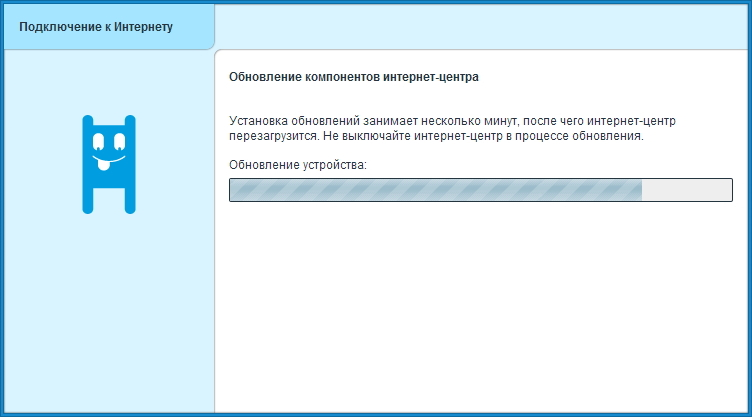 Подключение к Интернету
Обновление компонентов интернет-центра
Установка обновлений занимает несколько минут, после чего интернет-центр
перезагрузится. Не выключайте интернет-центр в процессе обновления.
Обновление устройства: